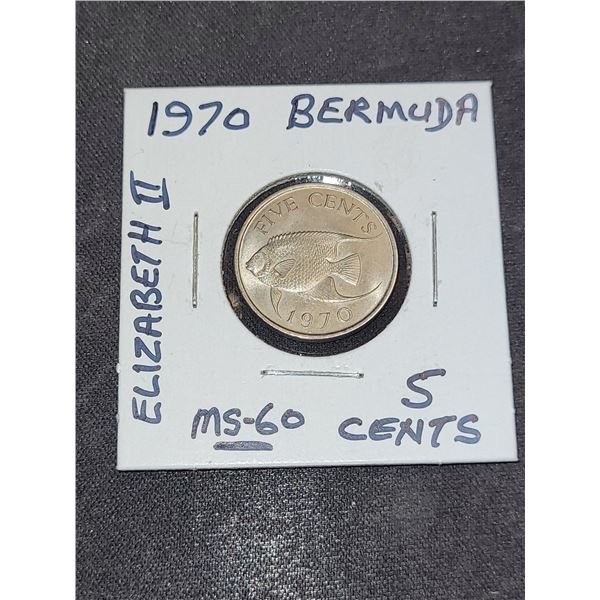 1970 BERMUDA
ELIZABETH II
FIVE CENTS
1970
MS-60
5
CENTS